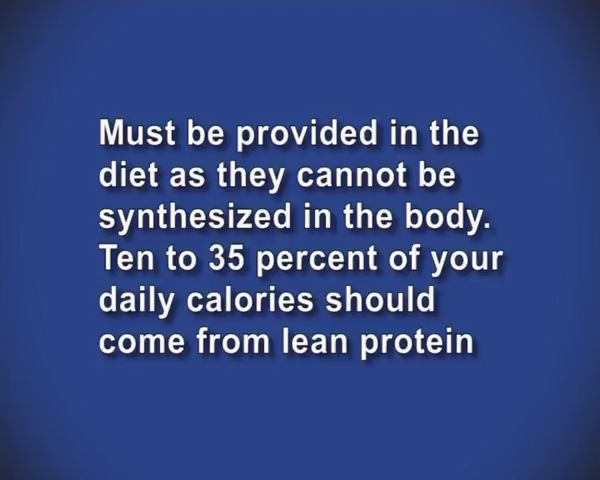 Must be provided in the
diet as they cannot be
synthesized in the body.
Ten to 35 percent of your
daily calories should
come from lean protein